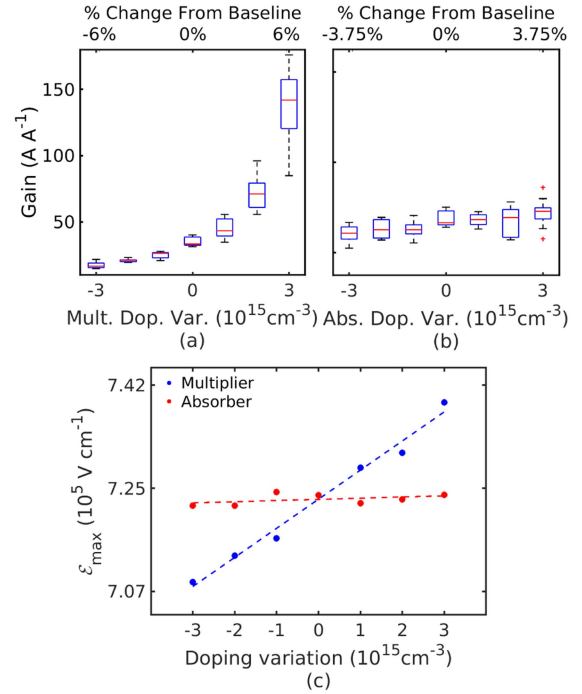 % Change From Baseline
-6% 0% 6%
% Change From Baseline
-3.75% 0% 3.75%
Gain (A A⁻¹)
150
100
50
-3 0 3
-3 0 3
Mult. Dop. Var. (10¹⁵cm⁻³)
Abs. Dop. Var. (10¹⁵cm⁻³)
(a)
(b)
7.42
7.25
7.07
ℰmax (10⁵ V cm⁻¹)
Multiplier
Absorber
-3 -2 -1 0 1 2 3
Doping variation (10¹⁵cm⁻³)
(c)